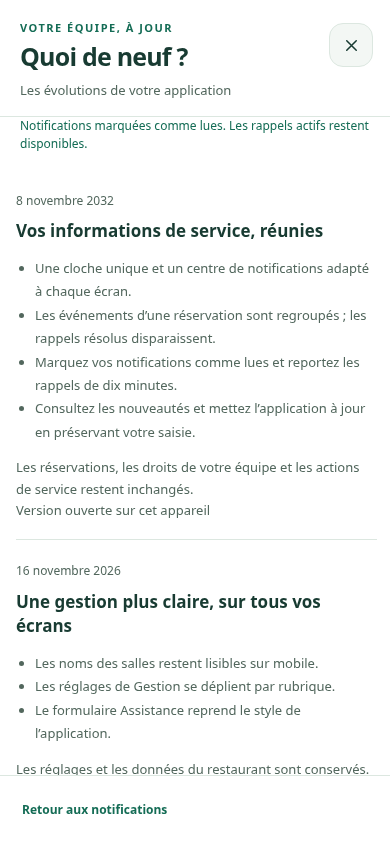 VOTRE ÉQUIPE, À JOUR
Quoi de neuf ?
Les évolutions de votre application
Notifications marquées comme lues. Les rappels actifs restent
disponibles.
8 novembre 2032
Vos informations de service, réunies
Une cloche unique et un centre de notifications adapté
à chaque écran.
Les événements d’une réservation sont regroupés ; les
rappels résolus disparaissent.
Marquez vos notifications comme lues et reportez les
rappels de dix minutes.
Consultez les nouveautés et mettez l’application à jour
en préservant votre saisie.
Les réservations, les droits de votre équipe et les actions
de service restent inchangés.
Version ouverte sur cet appareil
16 novembre 2026
Une gestion plus claire, sur tous vos
écrans
Les noms des salles restent lisibles sur mobile.
Les réglages de Gestion se déplient par rubrique.
Le formulaire Assistance reprend le style de
l’application.
Les réglages et les données du restaurant sont conservés.
Retour aux notifications